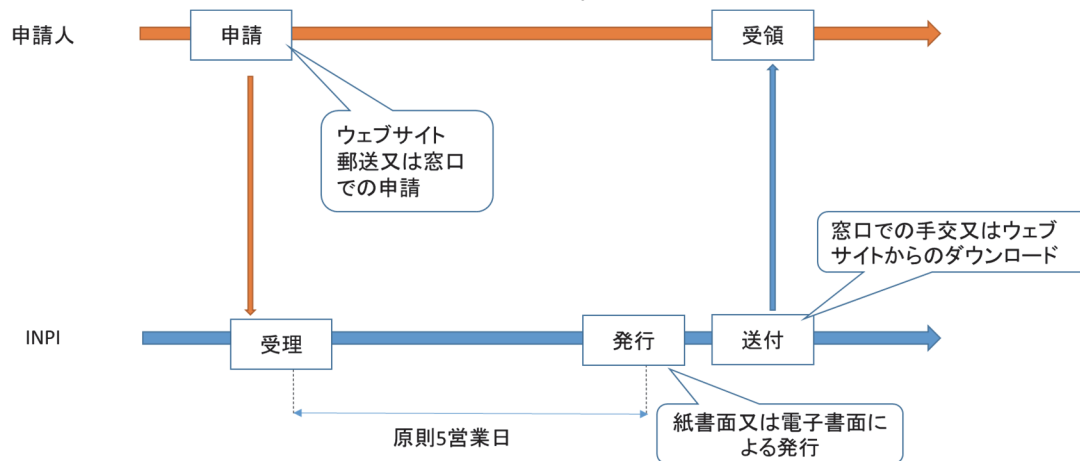 申請人
申請
受領
ウェブサイト
郵送又は窓口
での申請
窓口での手交又はウェブ
サイトからのダウンロード
INPI
受理
発行
送付
原則5営業日
紙書面又は電子書面に
よる発行